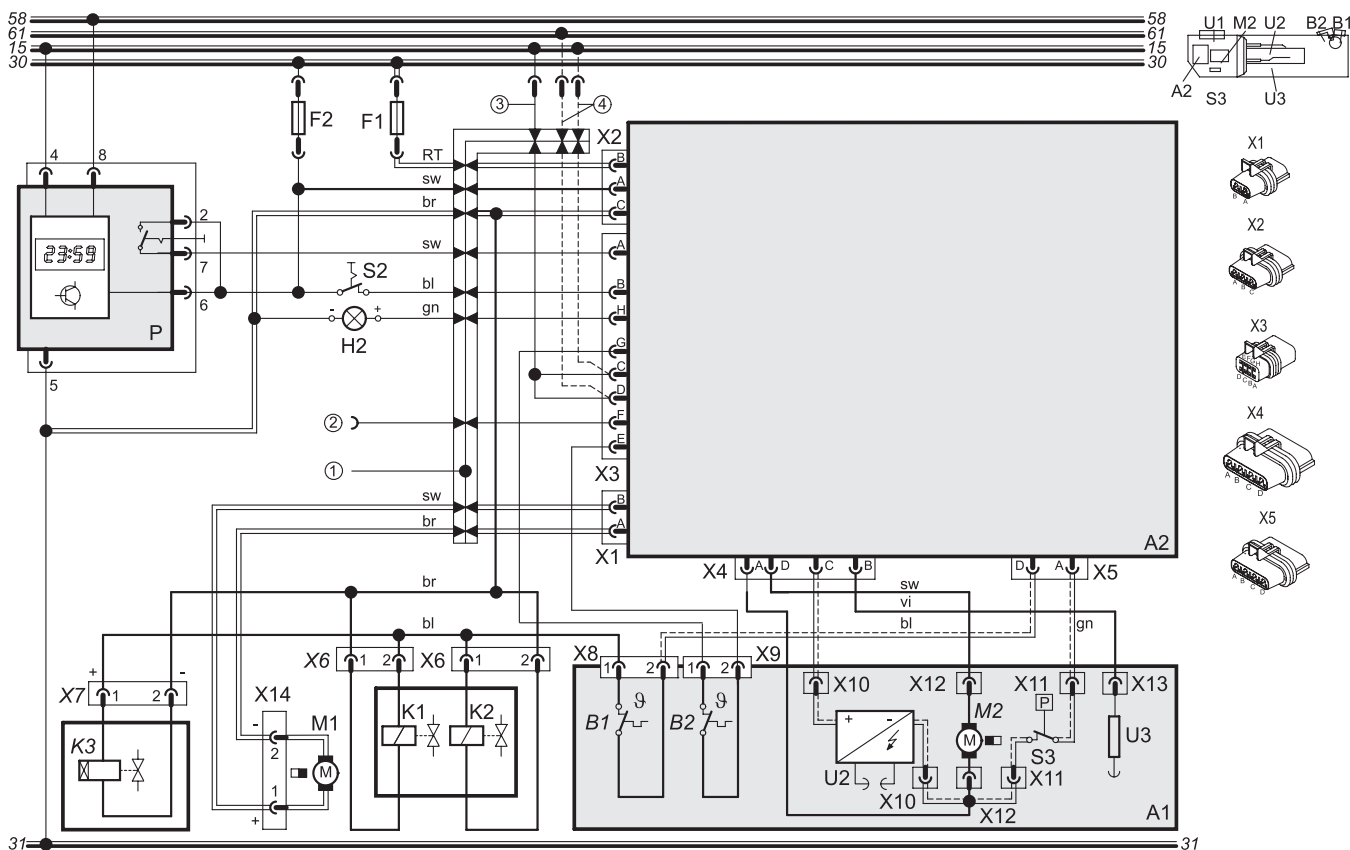 58
58
61
61
15
15
30
30
U1 M2 U2 B2 B1
A2
S3
U3
3
4
F2
F1
X2
X1
B A
4
8
RT
B
sw
A
br
C
2
sw
A
7
23:59
S2
bl
B
6
P
gn
H
- +
H2
G
C
D
5
2
F
E
1
X3
sw
B
br
A
X1
A2
X2
A B C
X3
E F G H
D C B A
X4
A B C D
X5
A B C D
X4 A D C B
D A X5
br
sw
vi
bl
bl
gn
+ -
X7 1 2
X6 1 2
X6 1 2
X8 1 2
1 2 X9
X10
X12
X11
X13
X14
M1
K3
K1
K2
-
2
M
1
+
B1 ϑ
B2 ϑ
+ -
U2
X10
M2
M
P
S3
X11
U3
X12
A1
31
31